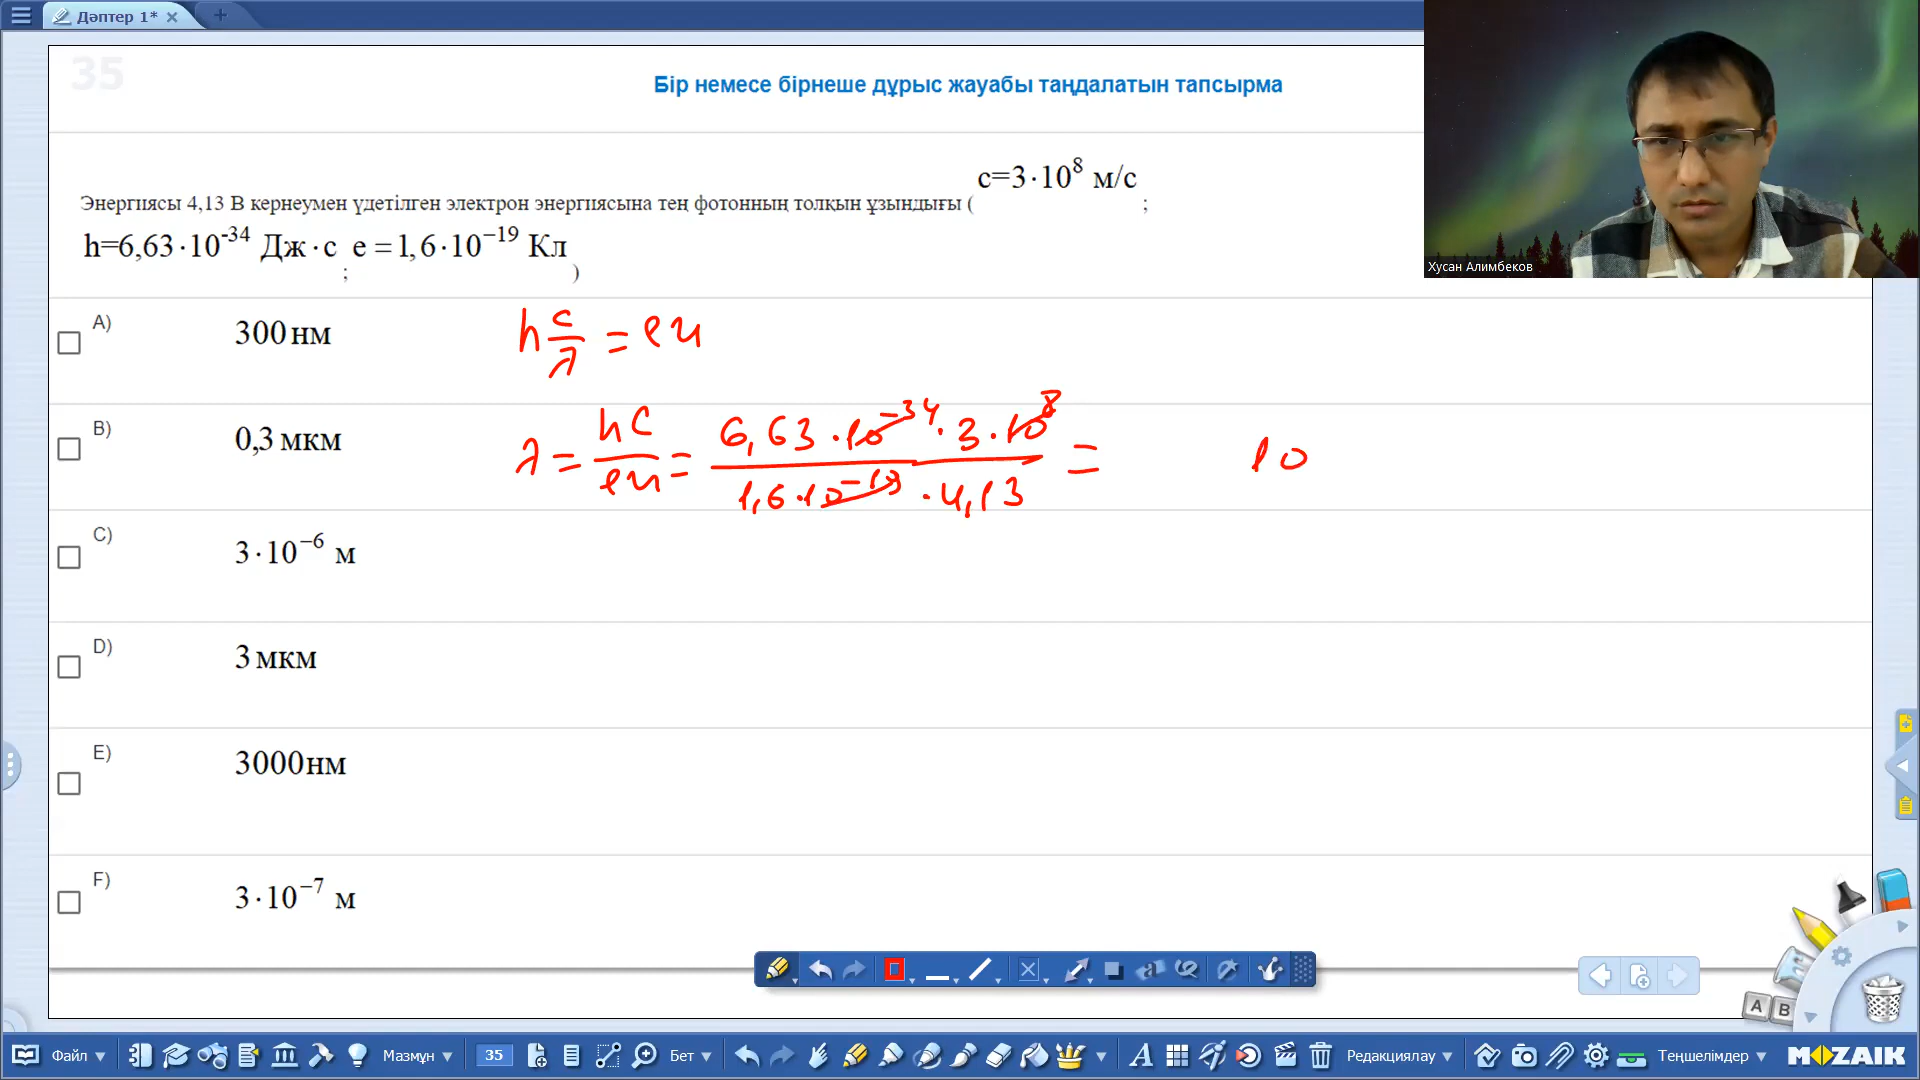 Дәптер 1*
35
Бір немесе бірнеше дұрыс жауабы таңдалатын тапсырма
Энергиясы 4,13 В кернеумен үдетілген электрон энергиясына тең фотонның толқын ұзындығы ( c=3·10⁸ м/с ;
h=6,63·10⁻³⁴ Дж·с ; e = 1,6·10⁻¹⁹ Кл )
Хусан Алимбеков
A) 300 нм
h c/λ = eu
B) 0,3 мкм
λ = hc/eu = 6,63·10⁻³⁴·3·10⁸ / 1,6·10⁻¹⁹·4,13 = 10
C) 3·10⁻⁶ м
D) 3 мкм
E) 3000 нм
F) 3·10⁻⁷ м
A B
Файл
Мазмұн
35
Бет
Редакциялау
Теңшелімдер
MOZAIK